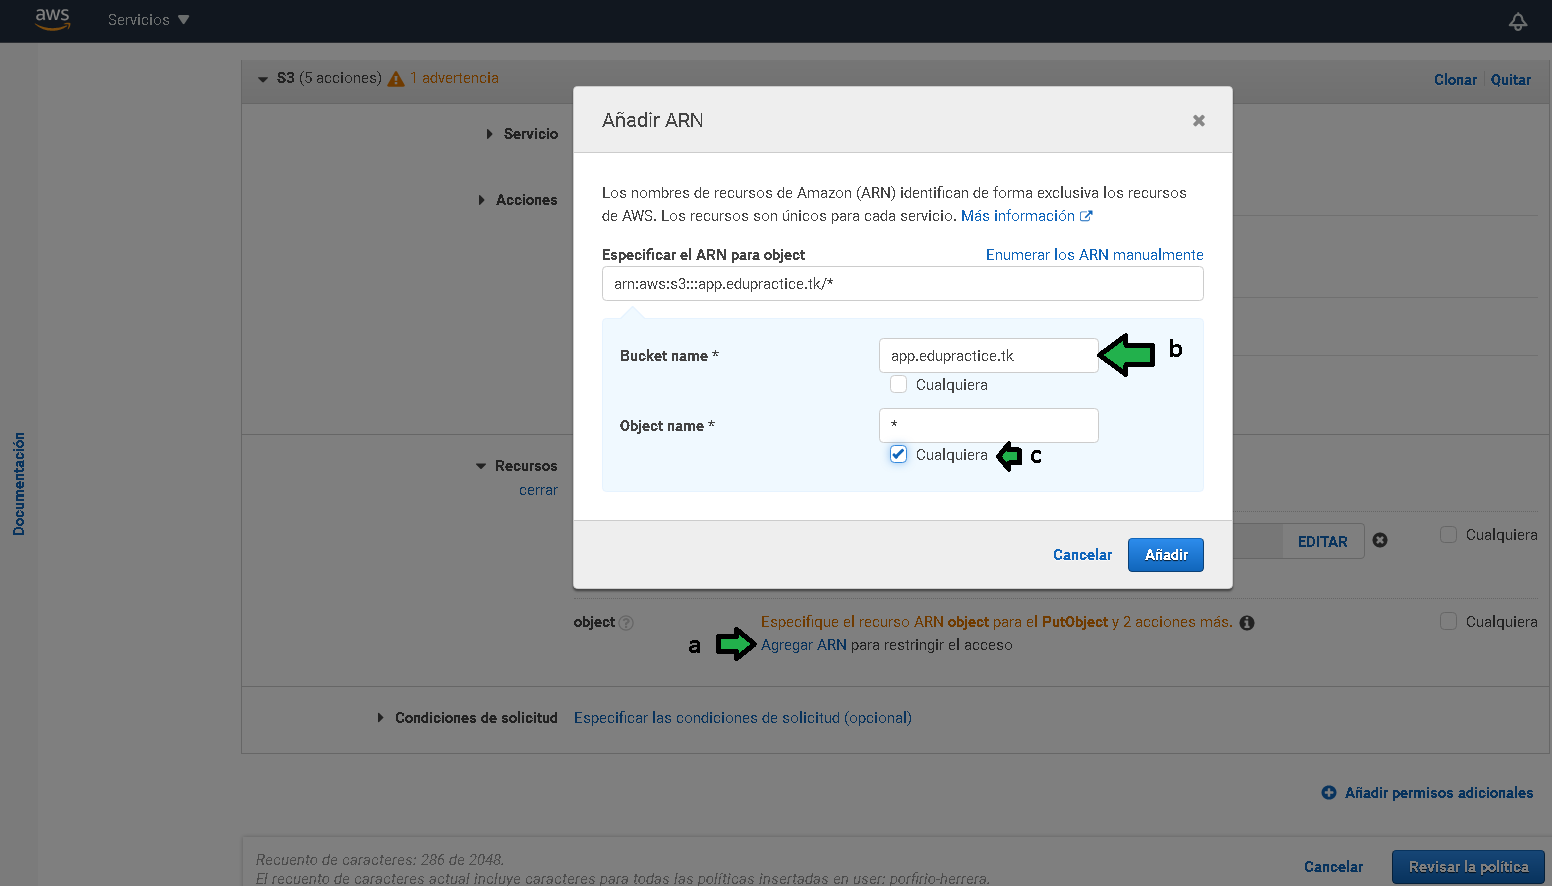 aws
Servicios
S3 (5 acciones) 1 advertencia
Clonar Quitar
Servicio
Acciones
Documentación
Recursos
cerrar
Añadir ARN
Los nombres de recursos de Amazon (ARN) identifican de forma exclusiva los recursos
de AWS. Los recursos son únicos para cada servicio. Más información
Especificar el ARN para object
Enumerar los ARN manualmente
arn:aws:s3:::app.edupractice.tk/*
Bucket name *
app.edupractice.tk
b
Cualquiera
Object name *
*
Cualquiera
c
Cancelar
Añadir
EDITAR
Cualquiera
object
Especifique el recurso ARN object para el PutObject y 2 acciones más.
Cualquiera
a
Agregar ARN para restringir el acceso
Condiciones de solicitud
Especificar las condiciones de solicitud (opcional)
Añadir permisos adicionales
Recuento de caracteres: 286 de 2048.
El recuento de caracteres actual incluye caracteres para todas las políticas insertadas en user: porfirio-herrera.
Cancelar
Revisar la política